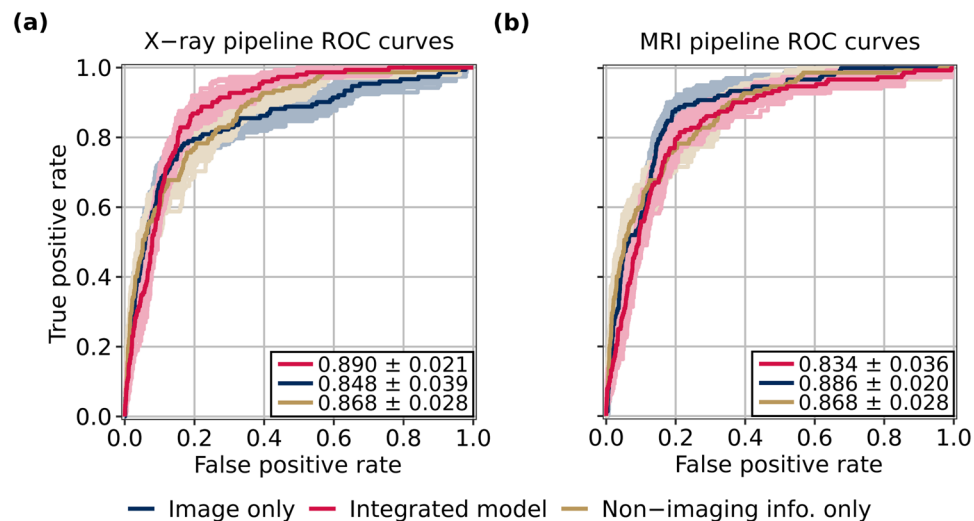 (a)
X−ray pipeline ROC curves
1.0
0.8
0.6
0.4
0.2
0.0
True positive rate
0.890 ± 0.021
0.848 ± 0.039
0.868 ± 0.028
0.0 0.2 0.4 0.6 0.8 1.0
False positive rate
(b)
MRI pipeline ROC curves
0.834 ± 0.036
0.886 ± 0.020
0.868 ± 0.028
0.0 0.2 0.4 0.6 0.8 1.0
False positive rate
Image only Integrated model Non−imaging info. only